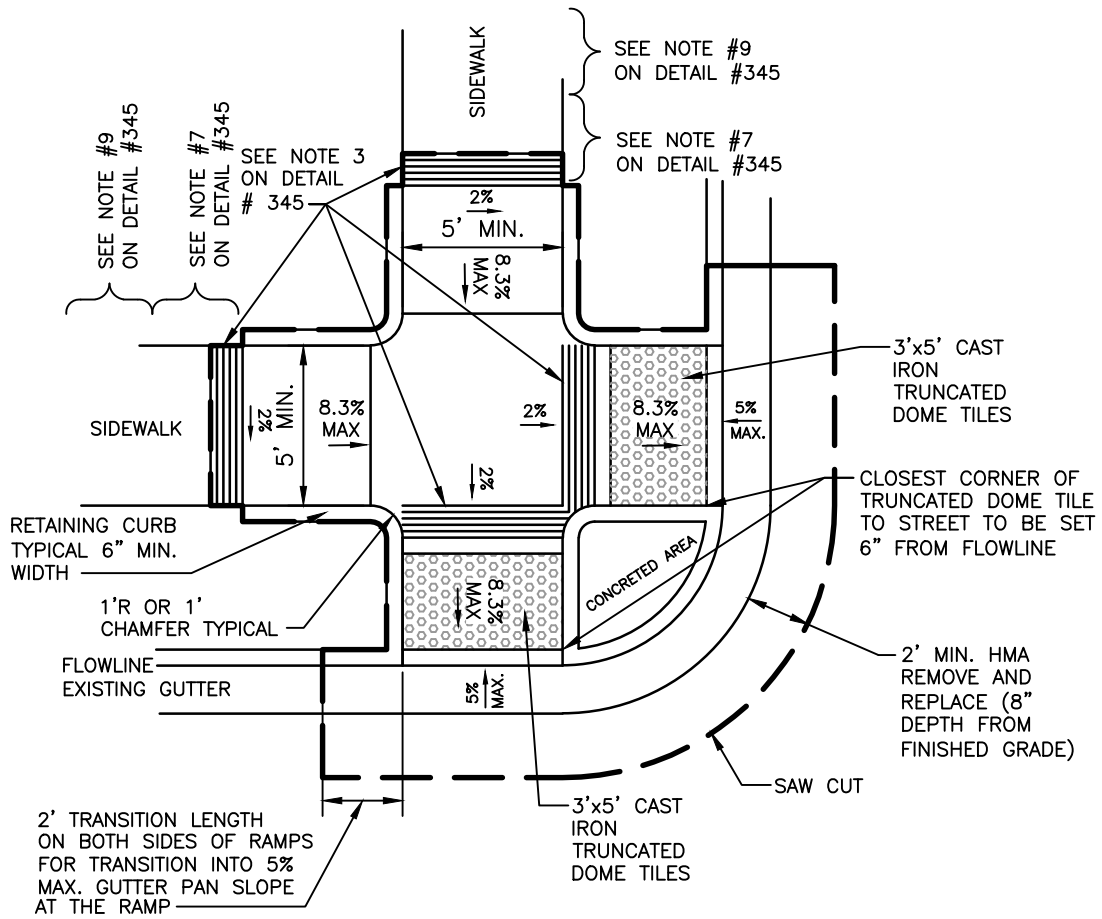 SIDEWALK
SEE NOTE #9
ON DETAIL #345
SEE NOTE #7
ON DETAIL #345
SEE NOTE #9
ON DETAIL #345
SEE NOTE #7
ON DETAIL #345
SEE NOTE 3
ON DETAIL
# 345
2%
5' MIN.
8.3%
MAX
3'x5' CAST
IRON
TRUNCATED
DOME TILES
SIDEWALK
2%
5' MIN.
8.3%
MAX
2%
8.3%
MAX
5%
MAX.
2%
CLOSEST CORNER OF
TRUNCATED DOME TILE
TO STREET TO BE SET
6" FROM FLOWLINE
RETAINING CURB
TYPICAL 6" MIN.
WIDTH
1'R OR 1'
CHAMFER TYPICAL
8.3%
MAX
CONCRETED AREA
FLOWLINE
EXISTING GUTTER
5%
MAX.
2' MIN. HMA
REMOVE AND
REPLACE (8"
DEPTH FROM
FINISHED GRADE)
SAW CUT
3'x5' CAST
IRON
TRUNCATED
DOME TILES
2' TRANSITION LENGTH
ON BOTH SIDES OF RAMPS
FOR TRANSITION INTO 5%
MAX. GUTTER PAN SLOPE
AT THE RAMP